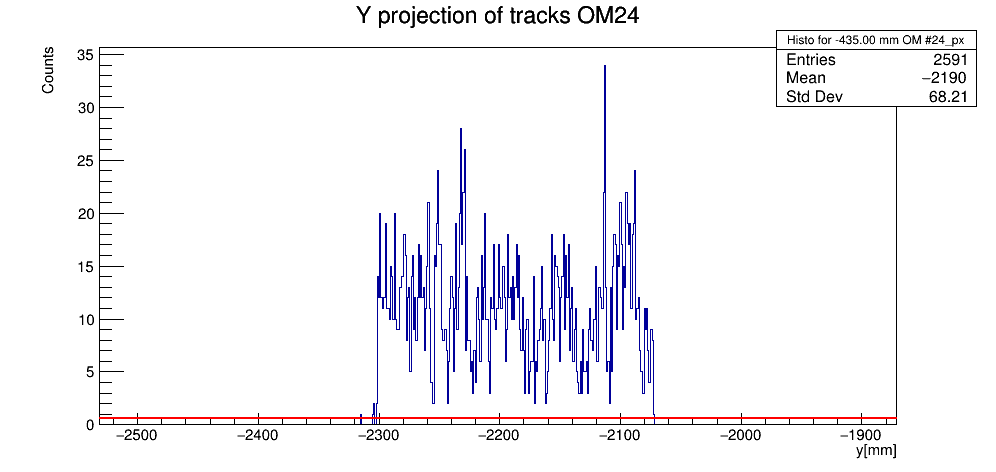 Y projection of tracks OM24
Histo for -435.00 mm OM #24_px
Entries 2591
Mean −2190
Std Dev 68.21
Counts
35
30
25
20
15
10
5
0
−2500 −2400 −2300 −2200 −2100 −2000 −1900
y[mm]